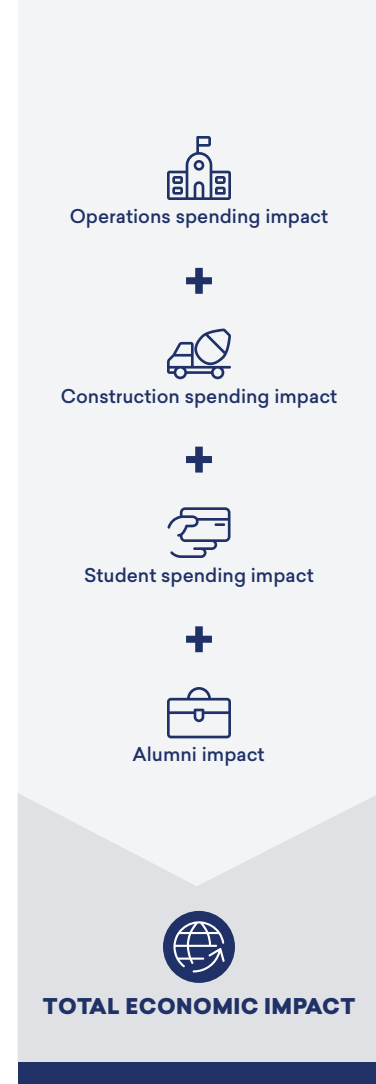 Operations spending impact
+
Construction spending impact
+
Student spending impact
+
Alumni impact
TOTAL ECONOMIC IMPACT